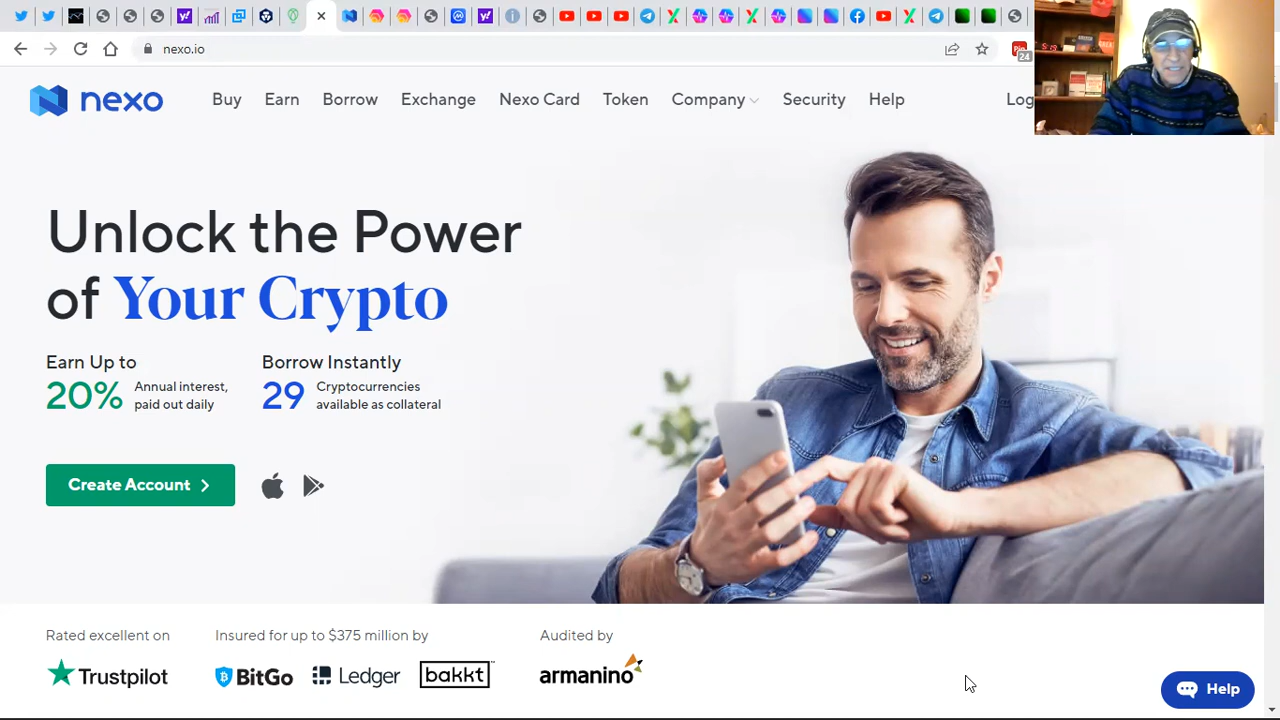 nexo.io
24
nexo
Buy Earn Borrow Exchange Nexo Card Token Company Security Help Log
Unlock the Power
of Your Crypto
Earn Up to
20% Annual interest,
paid out daily
Borrow Instantly
29 Cryptocurrencies
available as collateral
Create Account
Rated excellent on
Trustpilot
Insured for up to $375 million by
BitGo Ledger bakkt
Audited by
armanino
Help